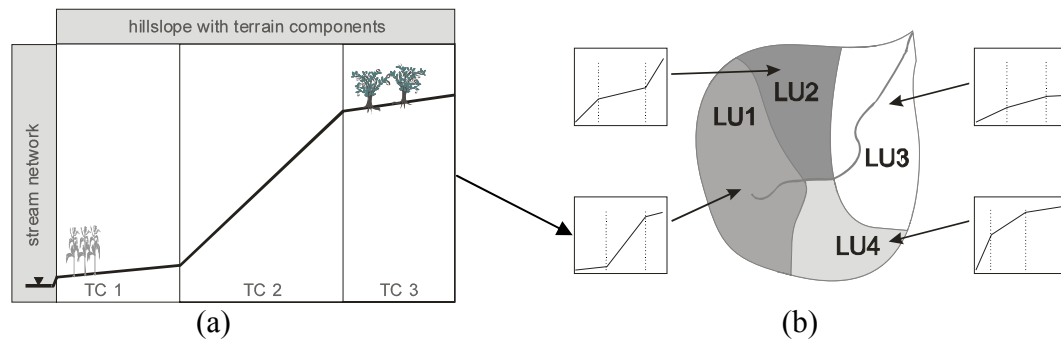 hillslope with terrain components
stream network
TC 1
TC 2
TC 3
(a)
LU2
LU1
LU3
LU4
(b)